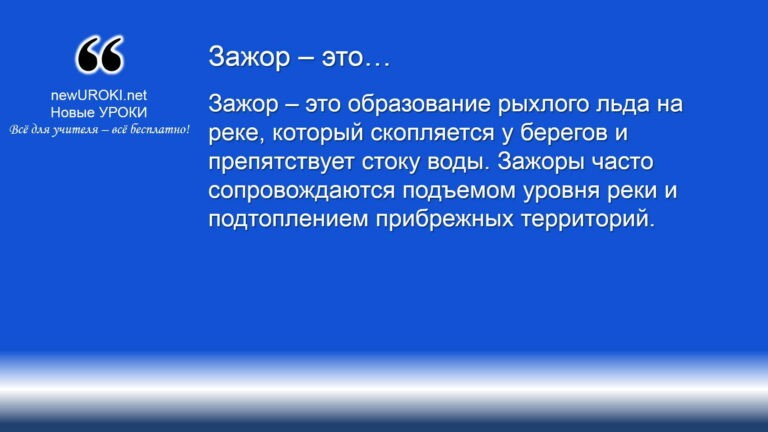 ❝
newUROKI.net
Новые УРОКИ
Всё для учителя – всё бесплатно!
Зажор – это…
Зажор – это образование рыхлого льда на
реке, который скопляется у берегов и
препятствует стоку воды. Зажоры часто
сопровождаются подъемом уровня реки и
подтоплением прибрежных территорий.